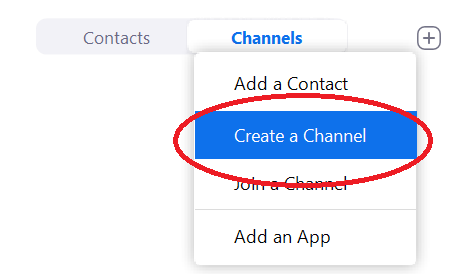 Contacts Channels
Add a Contact
Create a Channel
Join a Channel
Add an App